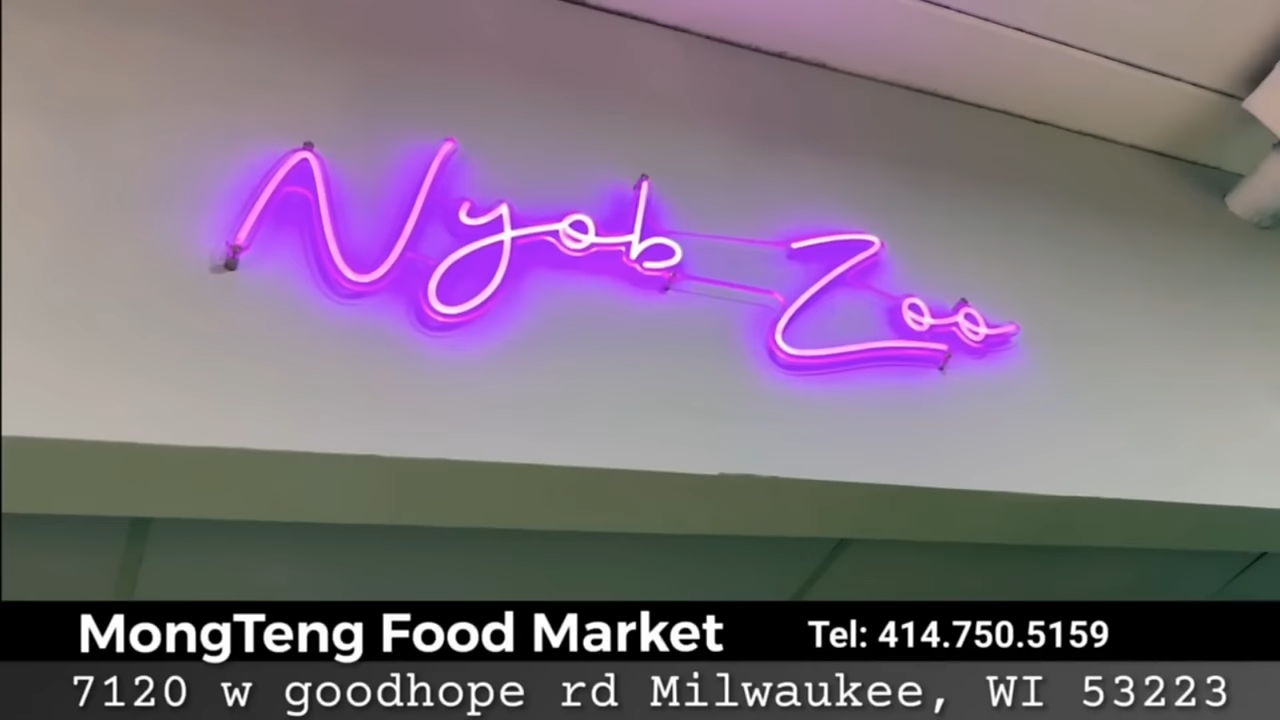 Nyob Zoo
MongTeng Food Market
Tel: 414.750.5159
7120 w goodhope rd Milwaukee, WI 53223